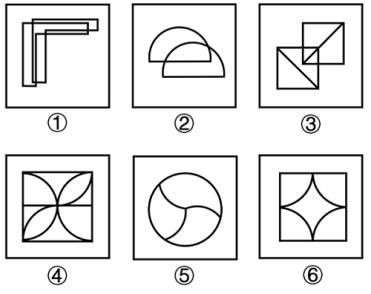 ① ② ③
④ ⑤ ⑥